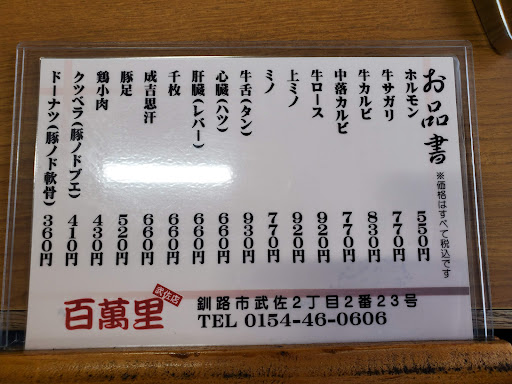 お品書
※価格はすべて税込です
ホルモン 550円
牛サガリ 770円
牛カルビ 830円
中落カルビ 770円
牛ロース 920円
上ミノ 920円
ミノ 770円
牛舌(タン) 930円
心臓(ハツ) 660円
肝臓(レバー) 660円
千枚 660円
成吉思汗 660円
豚足 520円
鶏小肉 430円
クツベラ(豚ノドブエ) 410円
ドーナツ(豚ノド軟骨) 360円
百萬里
武佐店
釧路市武佐2丁目2番23号
TEL 0154-46-0606